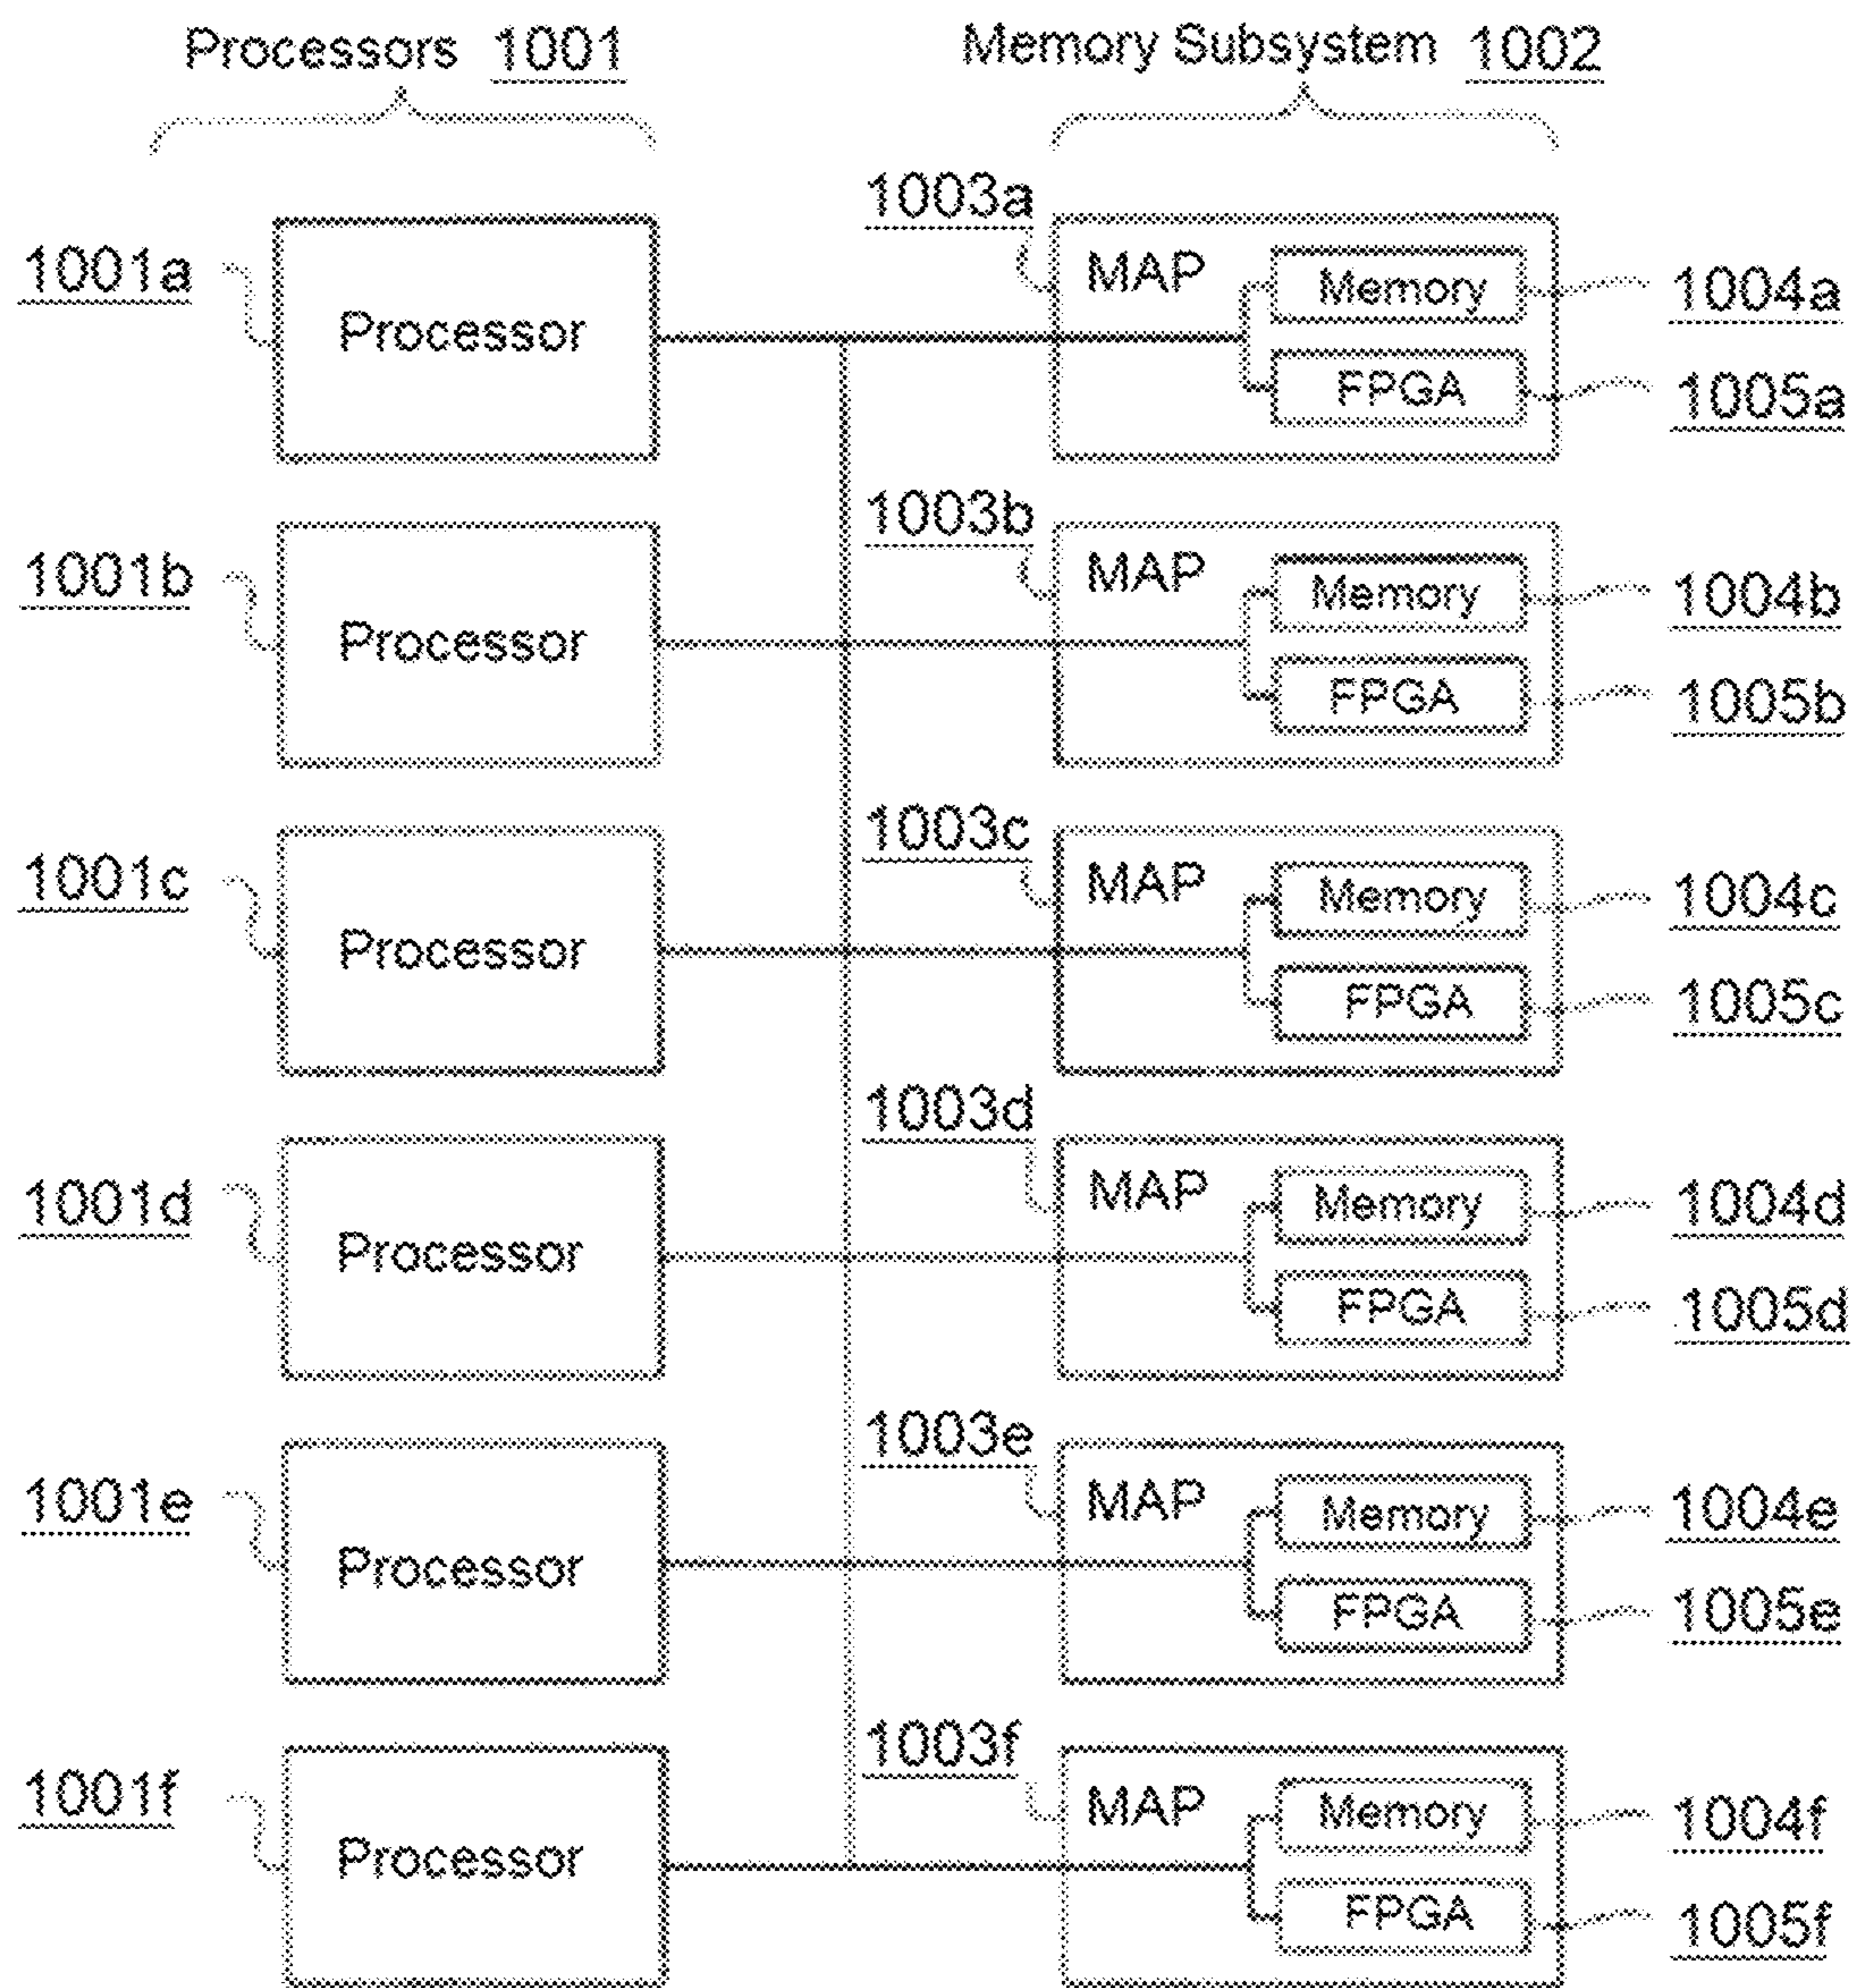 Processors 1001 Memory Subsystem 1002
1003a
1001a Processor MAP Memory 1004a
FPGA 1005a
1003b
1001b Processor MAP Memory 1004b
FPGA 1005b
1003c
1001c Processor MAP Memory 1004c
FPGA 1005c
1003d
1001d Processor MAP Memory 1004d
FPGA 1005d
1003e
1001e Processor MAP Memory 1004e
FPGA 1005e
1003f
1001f Processor MAP Memory 1004f
FPGA 1005f